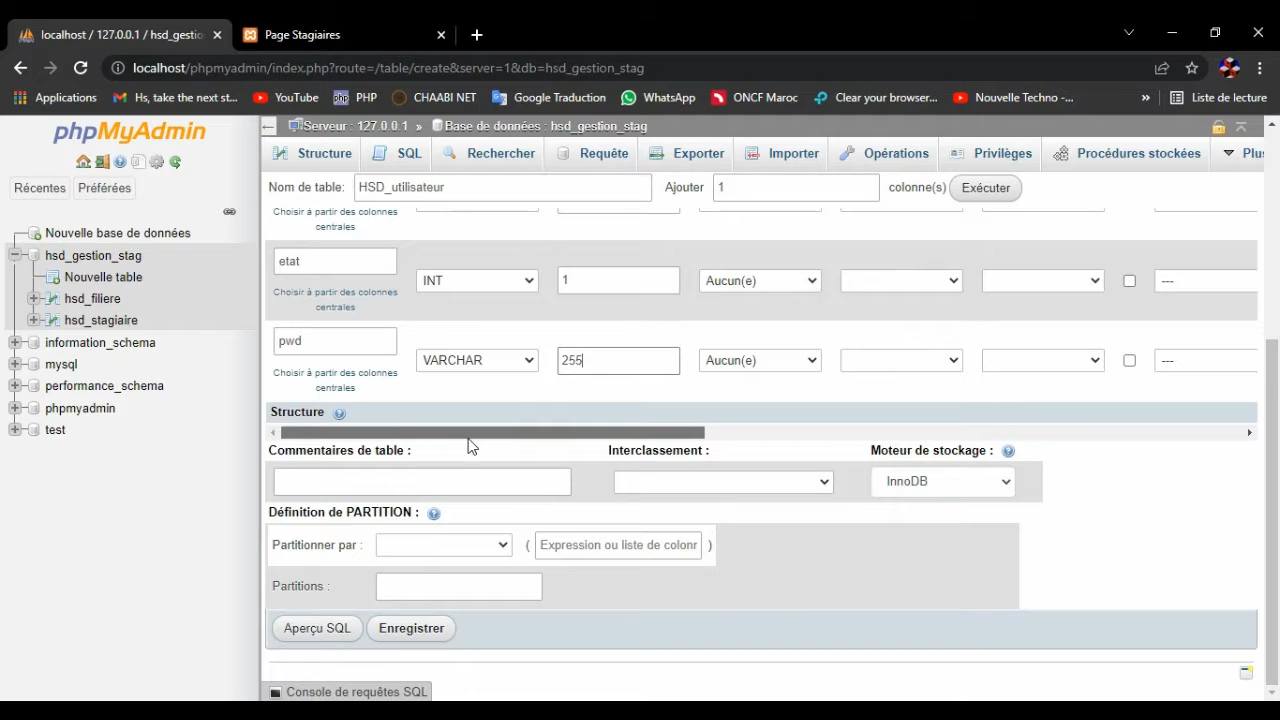 localhost / 127.0.0.1 / hsd_gestio
Page Stagiaires
localhost/phpmyadmin/index.php?route=/table/create&server=1&db=hsd_gestion_stag
Applications
Hs, take the next st...
YouTube
php PHP
CHAABI NET
Google Traduction
WhatsApp
ONCF Maroc
Clear your browser...
Nouvelle Techno -...
»
Liste de lecture
phpMyAdmin
Récentes
Préférées
Nouvelle base de données
hsd_gestion_stag
Nouvelle table
hsd_filiere
hsd_stagiaire
information_schema
mysql
performance_schema
phpmyadmin
test
Serveur : 127.0.0.1 » Base de données : hsd_gestion_stag
Structure
SQL
Rechercher
Requête
Exporter
Importer
Opérations
Privilèges
Procédures stockées
Plus
Nom de table: HSD_utilisateur Ajouter 1 colonne(s) Exécuter
Choisir à partir des colonnes
centrales
etat
INT 1 Aucun(e) ---
Choisir à partir des colonnes
centrales
pwd
VARCHAR 255 Aucun(e) ---
Choisir à partir des colonnes
centrales
Structure
Commentaires de table : Interclassement : Moteur de stockage :
InnoDB
Définition de PARTITION :
Partitionner par : ( Expression ou liste de colonr )
Partitions :
Aperçu SQL Enregistrer
Console de requêtes SQL